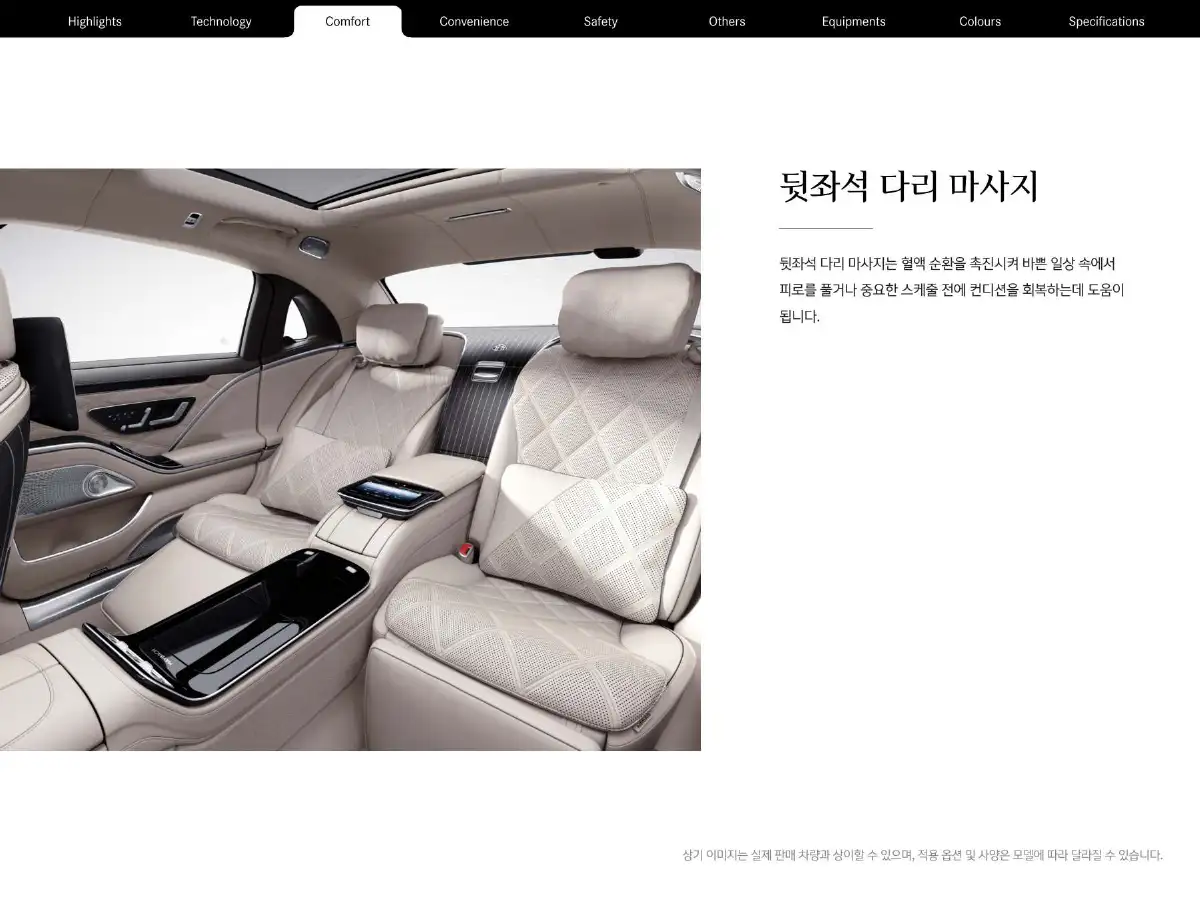 Highlights
Technology
Comfort
Convenience
Safety
Others
Equipments
Colours
Specifications
뒷좌석 다리 마사지
뒷좌석 다리 마사지는 혈액 순환을 촉진시켜 바쁜 일상 속에서
피로를 풀거나 중요한 스케줄 전에 컨디션을 회복하는데 도움이
됩니다.
상기 이미지는 실제 판매 차량과 상이할 수 있으며, 적용 옵션 및 사양은 모델에 따라 달라질 수 있습니다.